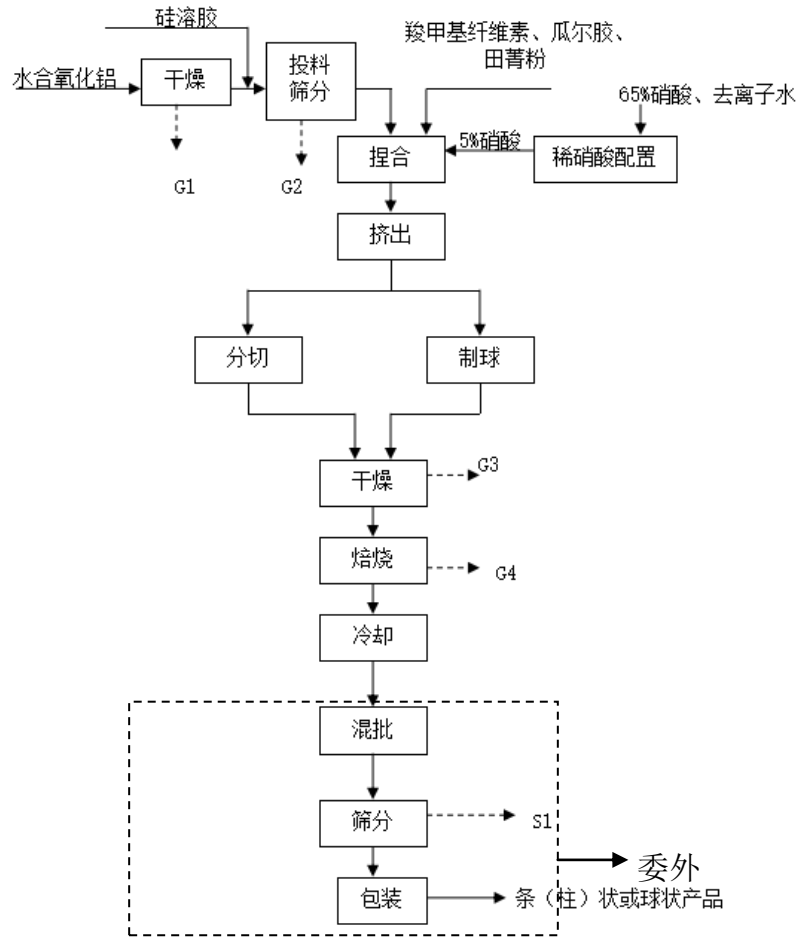 硅溶胶
水合氧化铝
干燥
投料
筛分
羧甲基纤维素、瓜尔胶、
田菁粉
65%硝酸、去离子水
G1
G2
捏合
5%硝酸
稀硝酸配置
挤出
分切
制球
干燥
G3
焙烧
G4
冷却
混批
筛分
S1
委外
包装
条（柱）状或球状产品